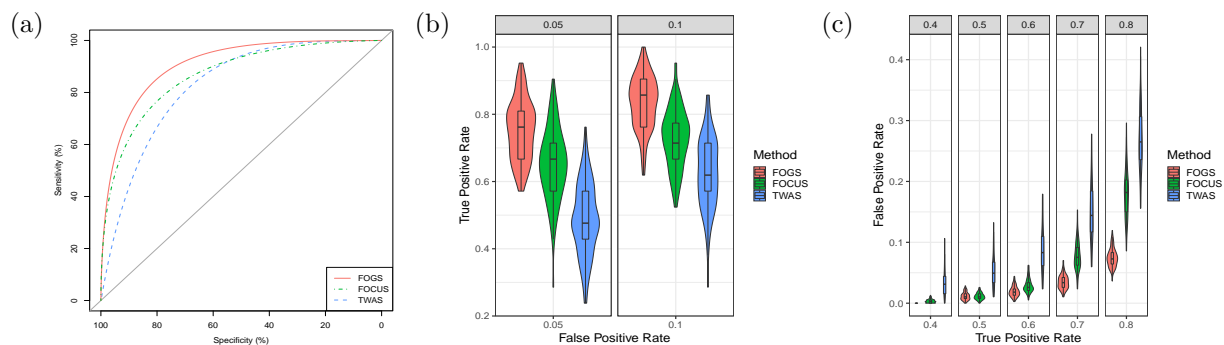 (a)
100
80
60
40
20
0
Sensitivity (%)
100
80
60
40
20
0
Specificity (%)
FOGS
FOCUS
TWAS
(b)
0.05
0.1
1.0
0.8
0.6
0.4
0.2
True Positive Rate
0.05
0.1
False Positive Rate
Method
FOGS
FOCUS
TWAS
(c)
0.4
0.5
0.6
0.7
0.8
0.4
0.3
0.2
0.1
0.0
False Positive Rate
0.4
0.5
0.6
0.7
0.8
True Positive Rate
Method
FOGS
FOCUS
TWAS